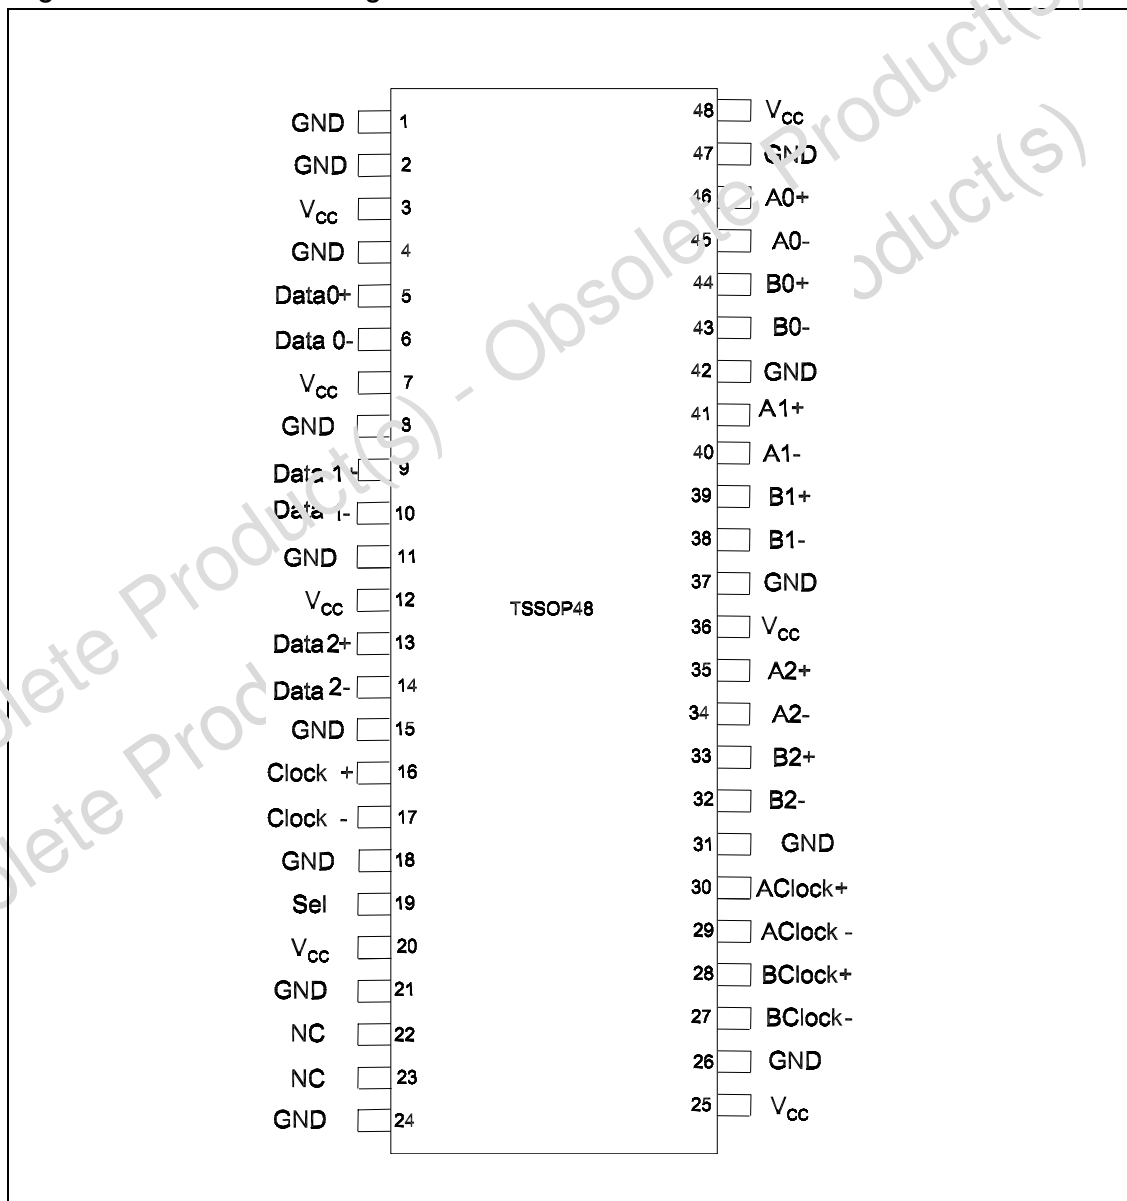 GND 1
GND 2
VCC 3
GND 4
Data0+ 5
Data 0- 6
VCC 7
GND 8
Data 1 9
Data 1- 10
GND 11
VCC 12
Data2+ 13
Data 2- 14
GND 15
Clock + 16
Clock - 17
GND 18
Sel 19
VCC 20
GND 21
NC 22
NC 23
GND 24
TSSOP48
48 VCC
47 GND
46 A0+
45 A0-
44 B0+
43 B0-
42 GND
41 A1+
40 A1-
39 B1+
38 B1-
37 GND
36 VCC
35 A2+
34 A2-
33 B2+
32 B2-
31 GND
30 AClock+
29 AClock -
28 BClock+
27 BClock-
26 GND
25 VCC
Product(s) - Obsolete Product(s)